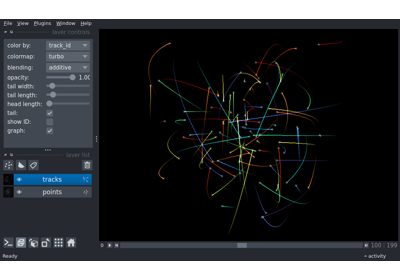 File View Plugins Window Help
layer controls
color by: track_id
colormap: turbo
blending: additive
opacity: 1.00
tail width:
tail length:
head length:
tail:
show ID:
graph:
layer list
tracks
points
0 100 199
Ready activity